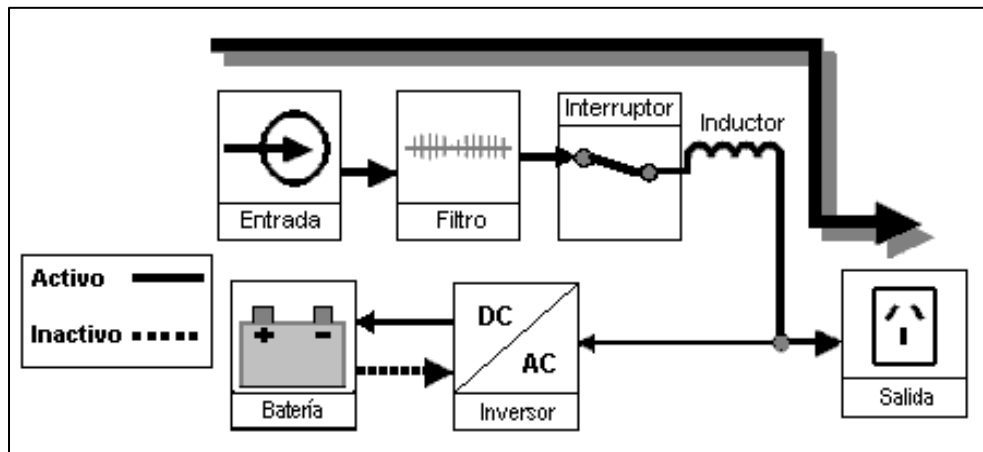 Interruptor
Inductor
Entrada
Filtro
Activo
Inactivo
+ -
DC
AC
Batería
Inversor
Salida